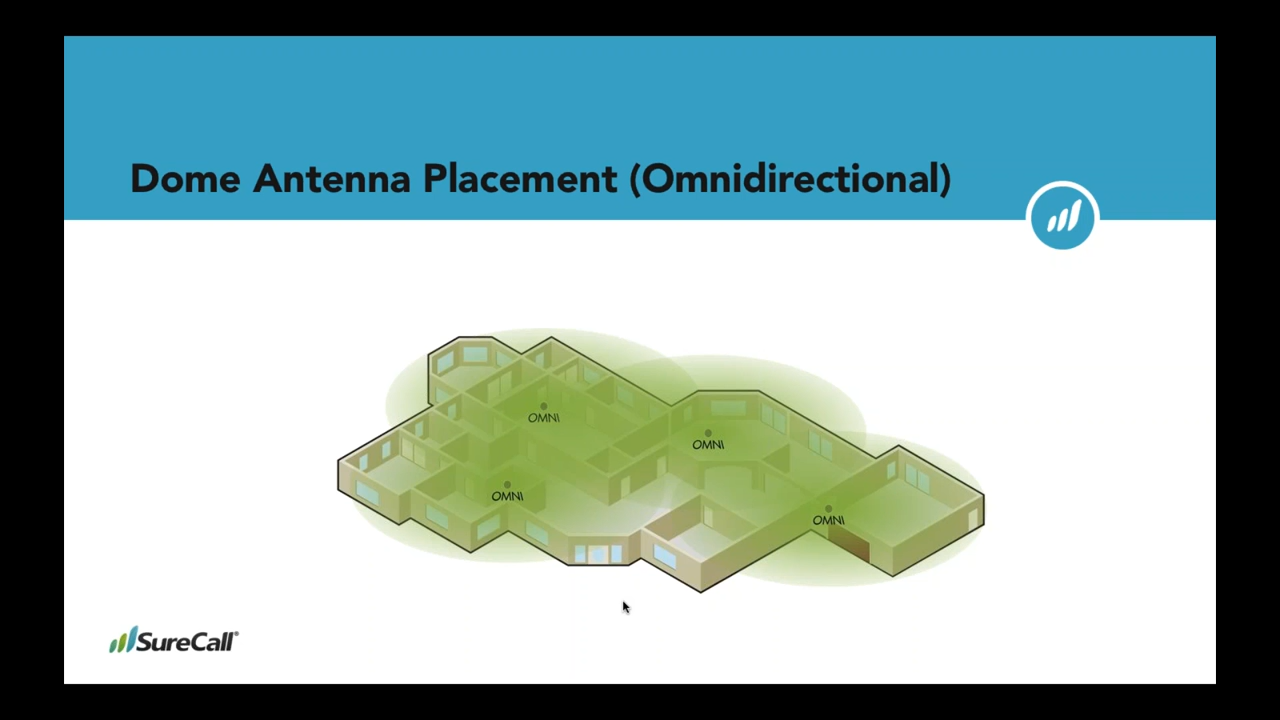 Dome Antenna Placement (Omnidirectional)
OMNI
OMNI
OMNI
OMNI
SureCall®